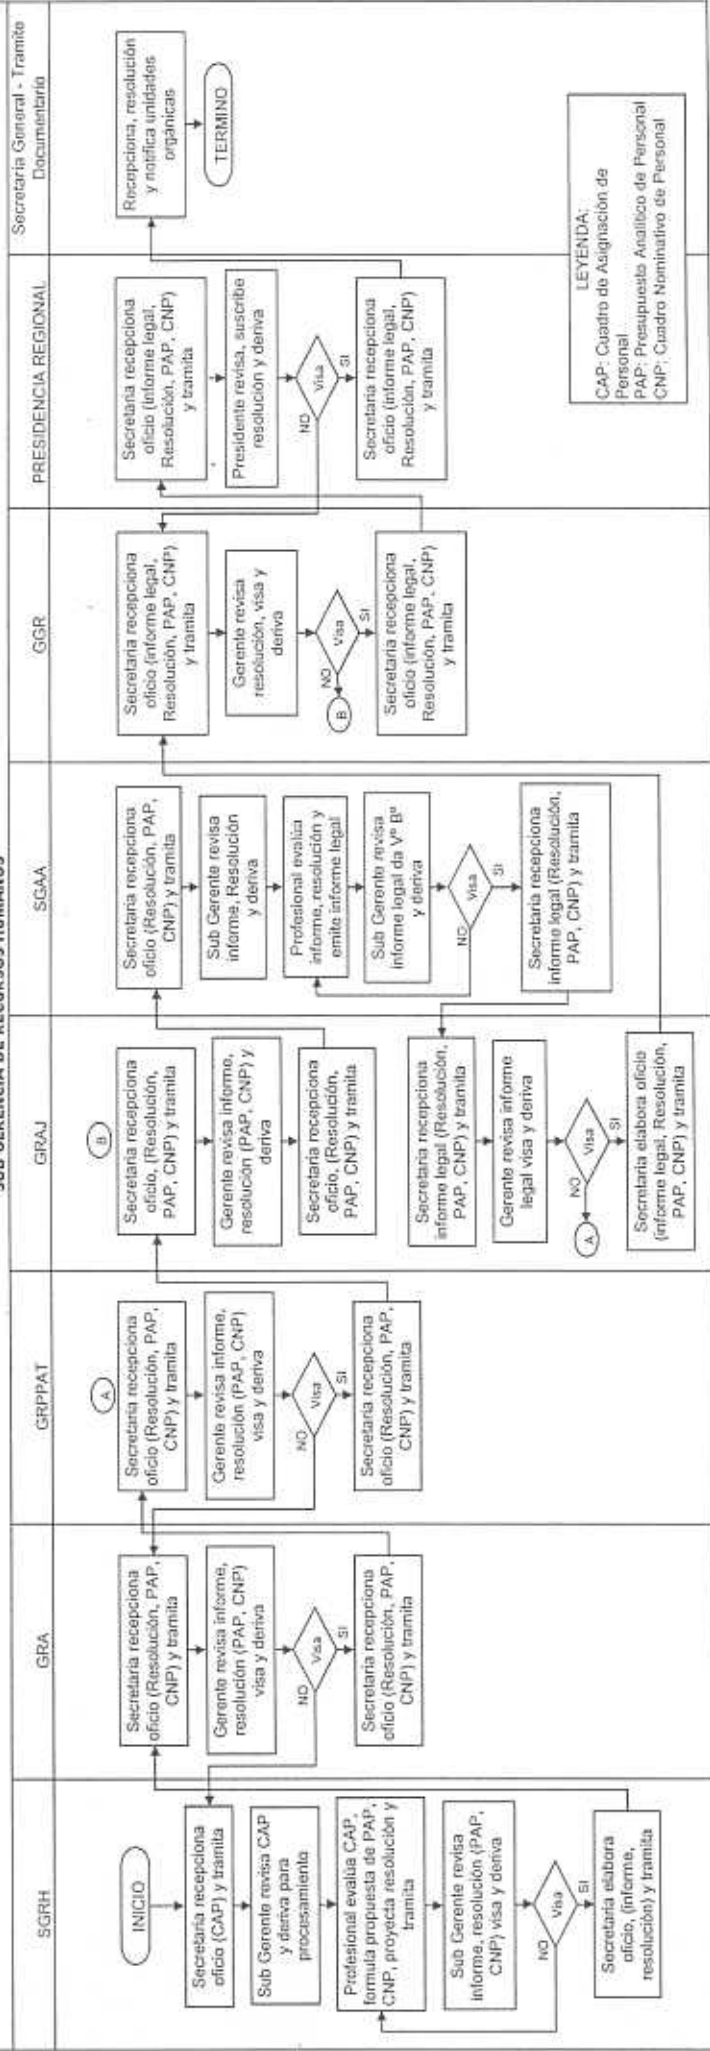 SUB GERENCIA DE RECURSOS HUMANOS
SGRH
INICIO
Secretaria recepciona
oficio (CAP) y tramita
Sub Gerente revisa CAP
y deriva para
procesamiento
Profesional evalúa CAP,
formula propuesta de PAP,
CNP, proyecta resolución y
tramita
Sub Gerente revisa
informe, resolución (PAP,
CNP) visa y deriva
Visa
NO
SI
Secretaria elabora
oficio, (informe,
resolución) y tramita
GRA
Secretaria recepciona
oficio (Resolución, PAP,
CNP) y tramita
Gerente revisa informe,
resolución (PAP, CNP)
visa y deriva
Visa
NO
SI
Secretaria recepciona
oficio (Resolución, PAP,
CNP) y tramita
GRPPAT
A
Secretaria recepciona
oficio (Resolución, PAP,
CNP) y tramita
Gerente revisa informe,
resolución (PAP, CNP)
visa y deriva
Visa
NO
SI
Secretaria recepciona
oficio (Resolución, PAP,
CNP) y tramita
GRAJ
B
Secretaria recepciona
oficio, (Resolución,
PAP, CNP) y tramita
Gerente revisa informe,
resolución (PAP, CNP) y
deriva
Secretaria recepciona
oficio, (Resolución,
PAP, CNP) y tramita
Secretaria recepciona
informe legal (Resolución,
PAP, CNP) y tramita
Gerente revisa informe
legal visa y deriva
Visa
NO
A
SI
Secretaria elabora oficio
(informe legal, Resolución,
PAP, CNP) y tramita
SGAA
Secretaria recepciona
oficio (Resolución, PAP,
CNP) y tramita
Sub Gerente revisa
informe, Resolución
y deriva
Profesional evalúa
informe, resolución y
emite informe legal
Sub Gerente revisa
informe legal da Vº Bº
y deriva
Visa
NO
SI
Secretaria recepciona
informe legal (Resolución,
PAP, CNP) y tramita
GGR
Secretaria recepciona
oficio (informe legal,
Resolución, PAP, CNP)
y tramita
Gerente revisa
resolución, visa y
deriva
Visa
NO
B
SI
Secretaria recepciona
oficio (informe legal,
Resolución, PAP, CNP)
y tramita
PRESIDENCIA REGIONAL
Secretaria recepciona
oficio (informe legal,
Resolución, PAP, CNP)
y tramita
Presidente revisa, suscribe
resolución y deriva
Visa
NO
SI
Secretaria recepciona
oficio (informe legal,
Resolución, PAP, CNP)
y tramita
Secretaria General - Tramite
Documentario
Recepciona, resolución
y notifica unidades
orgánicas
TERMINO
LEYENDA:
CAP: Cuadro de Asignación de
Personal
PAP: Presupuesto Analítico de Personal
CNP: Cuadro Nominativo de Personal